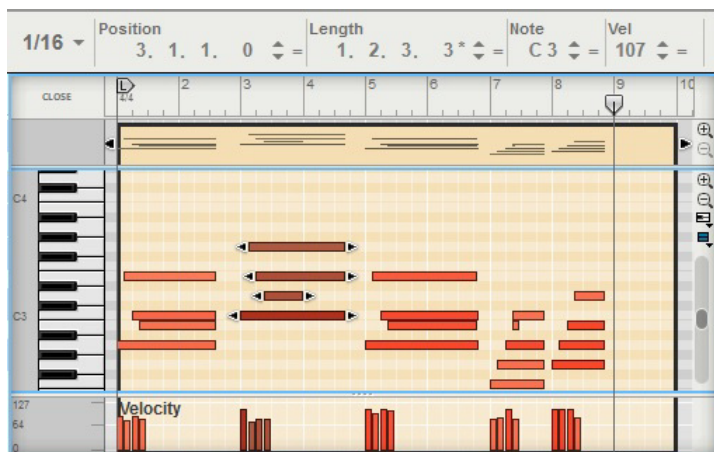 1/16
Position
3. 1. 1. 0 =
Length
1. 2. 3. 3* =
Note
C 3 =
Vel
107 =
CLOSE
L
4/4
2 3 4 5 6 7 8 9 10
C4
C3
127
64
0
Velocity